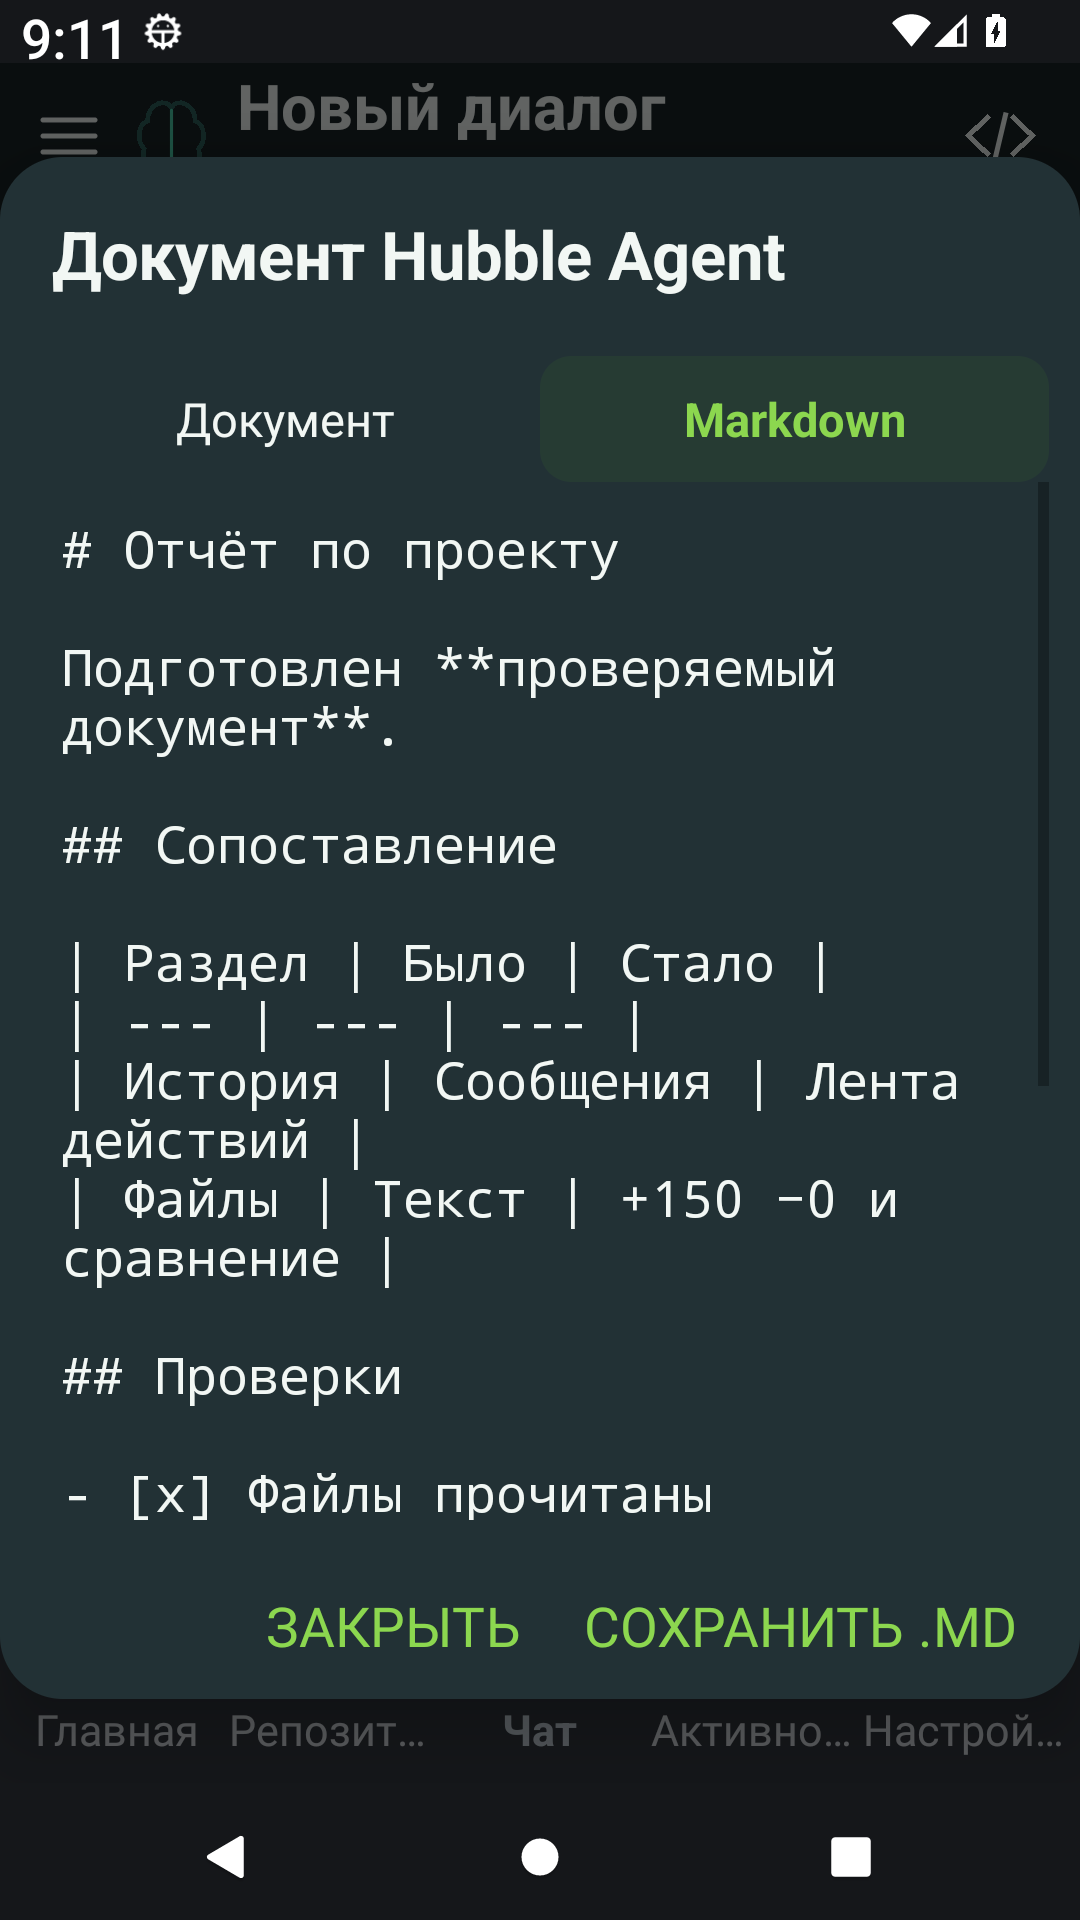 9:11
Новый диалог
Документ Hubble Agent
Документ
Markdown
# Отчёт по проекту
Подготовлен **проверяемый
документ**.
## Сопоставление
| Раздел | Было | Стало |
| --- | --- | --- |
| История | Сообщения | Лента
действий |
| Файлы | Текст | +150 −0 и
сравнение |
## Проверки
- [x] Файлы прочитаны
ЗАКРЫТЬ
СОХРАНИТЬ .MD
Главная
Репозит…
Чат
Активно…
Настрой…